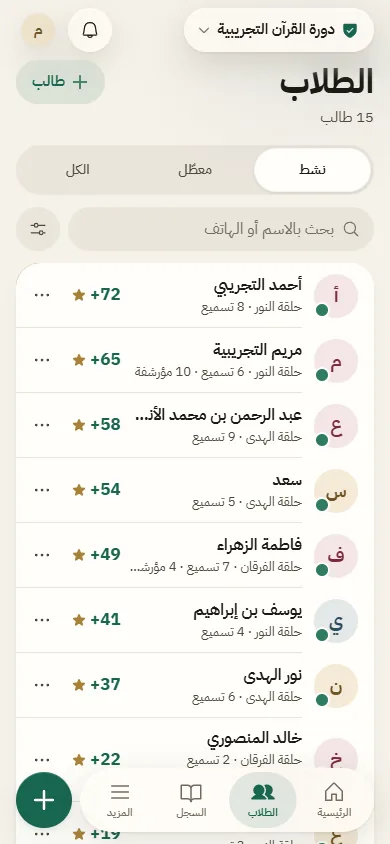 دورة القرآن التجريبية
م
الطلاب
طالب
15 طالب
نشط
معطّل
الكل
بحث بالاسم أو الهاتف
أ
أحمد التجريبي
حلقة النور · 8 تسميع
+72
م
مريم التجريبية
حلقة النور · 6 تسميع · 10 مؤرشفة
+65
ع
عبد الرحمن بن محمد الأنـ...
حلقة الهدى · 9 تسميع
+58
س
سعد
حلقة الهدى · 5 تسميع
+54
ف
فاطمة الزهراء
حلقة الفرقان · 7 تسميع · 4 مؤرشـ...
+49
ي
يوسف بن إبراهيم
حلقة النور · 4 تسميع
+41
ن
نور الهدى
حلقة الهدى · 6 تسميع
+37
خ
خالد المنصوري
حلقة الفرقان · 2 تسميع
+22
+19
الرئيسية
الطلاب
السجل
المزيد